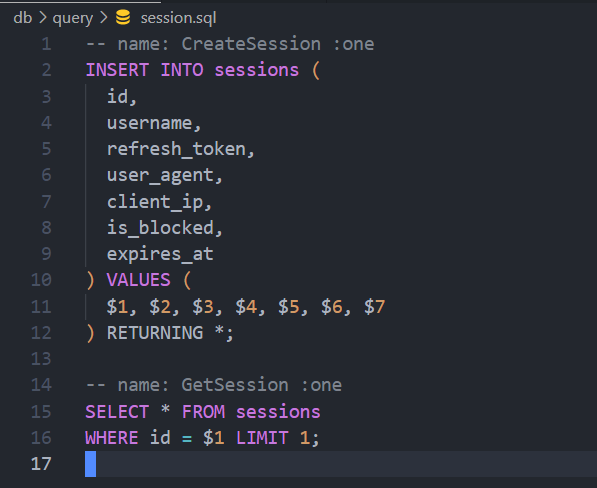 db > query > session.sql
1 -- name: CreateSession :one
2 INSERT INTO sessions (
3 id,
4 username,
5 refresh_token,
6 user_agent,
7 client_ip,
8 is_blocked,
9 expires_at
10 ) VALUES (
11 $1, $2, $3, $4, $5, $6, $7
12 ) RETURNING *;
13
14 -- name: GetSession :one
15 SELECT * FROM sessions
16 WHERE id = $1 LIMIT 1;
17